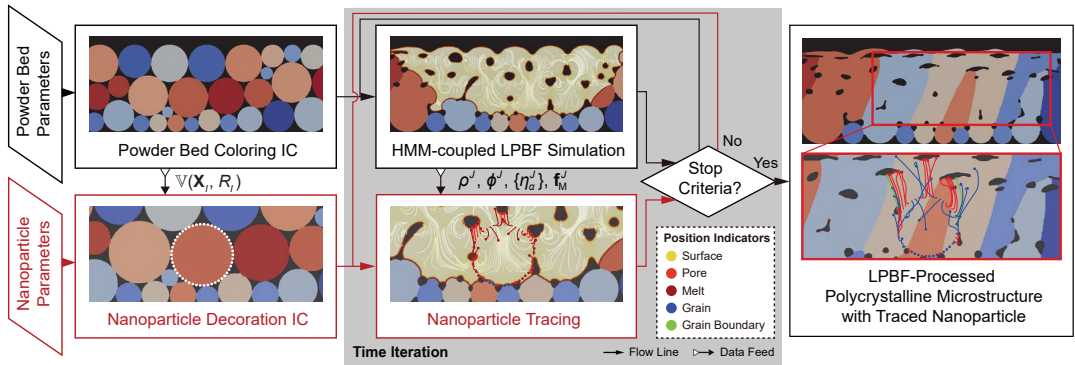 Powder Bed
Parameters
Powder Bed Coloring IC
HMM-coupled LPBF Simulation
𝕍(X_I, R_I)
ρ^J, ϕ^J, {η_α^J}, f_M^J
No
Yes
Stop
Criteria?
Nanoparticle
Parameters
Nanoparticle Decoration IC
Nanoparticle Tracing
Position Indicators
Surface
Pore
Melt
Grain
Grain Boundary
Time Iteration
Flow Line
Data Feed
LPBF-Processed
Polycrystalline Microstructure
with Traced Nanoparticle